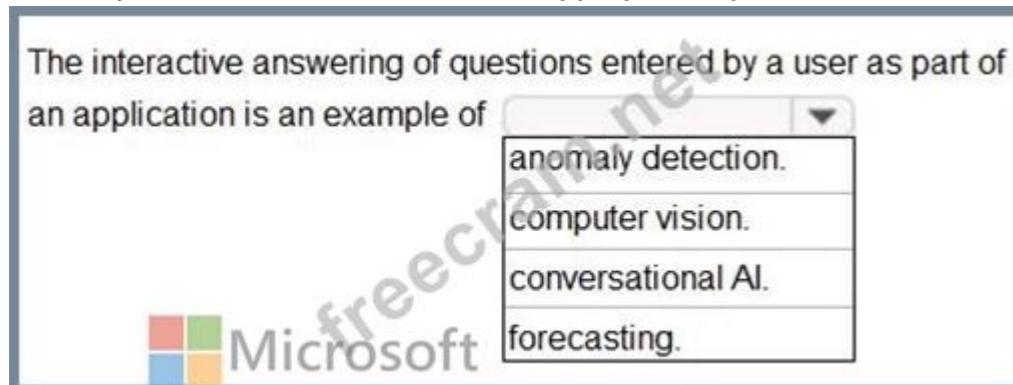 The interactive answering of questions entered by a user as part of
an application is an example of
anomaly detection.
computer vision.
conversational AI.
forecasting.
freecram.net
Microsoft